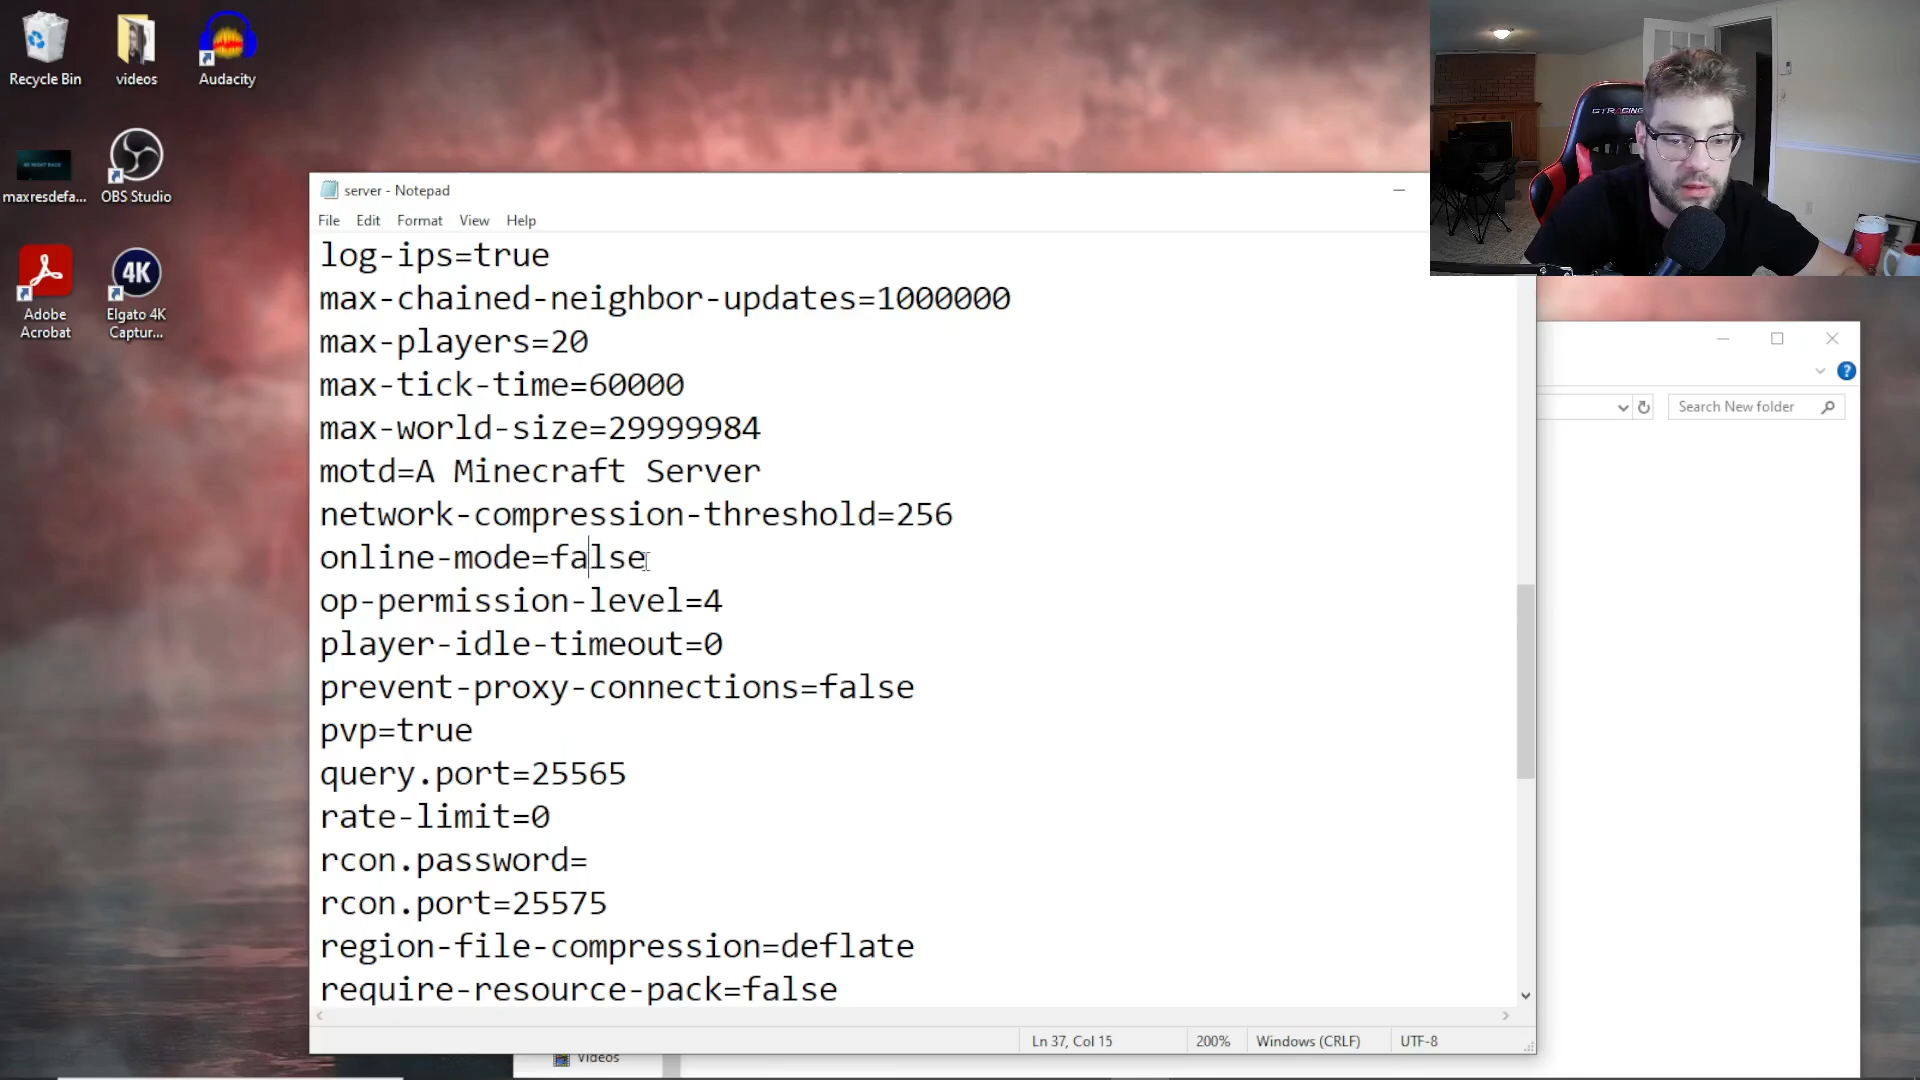 Recycle Bin
videos
Audacity
maxresdefa...
OBS Studio
Adobe
Acrobat
4K
Elgato 4K
Captur...
GTRACING
server - Notepad
File Edit Format View Help
log-ips=true
max-chained-neighbor-updates=1000000
max-players=20
max-tick-time=60000
max-world-size=29999984
motd=A Minecraft Server
network-compression-threshold=256
online-mode=false
op-permission-level=4
player-idle-timeout=0
prevent-proxy-connections=false
pvp=true
query.port=25565
rate-limit=0
rcon.password=
rcon.port=25575
region-file-compression=deflate
require-resource-pack=false
Ln 37, Col 15
200%
Windows (CRLF)
UTF-8
Search New folder
Videos